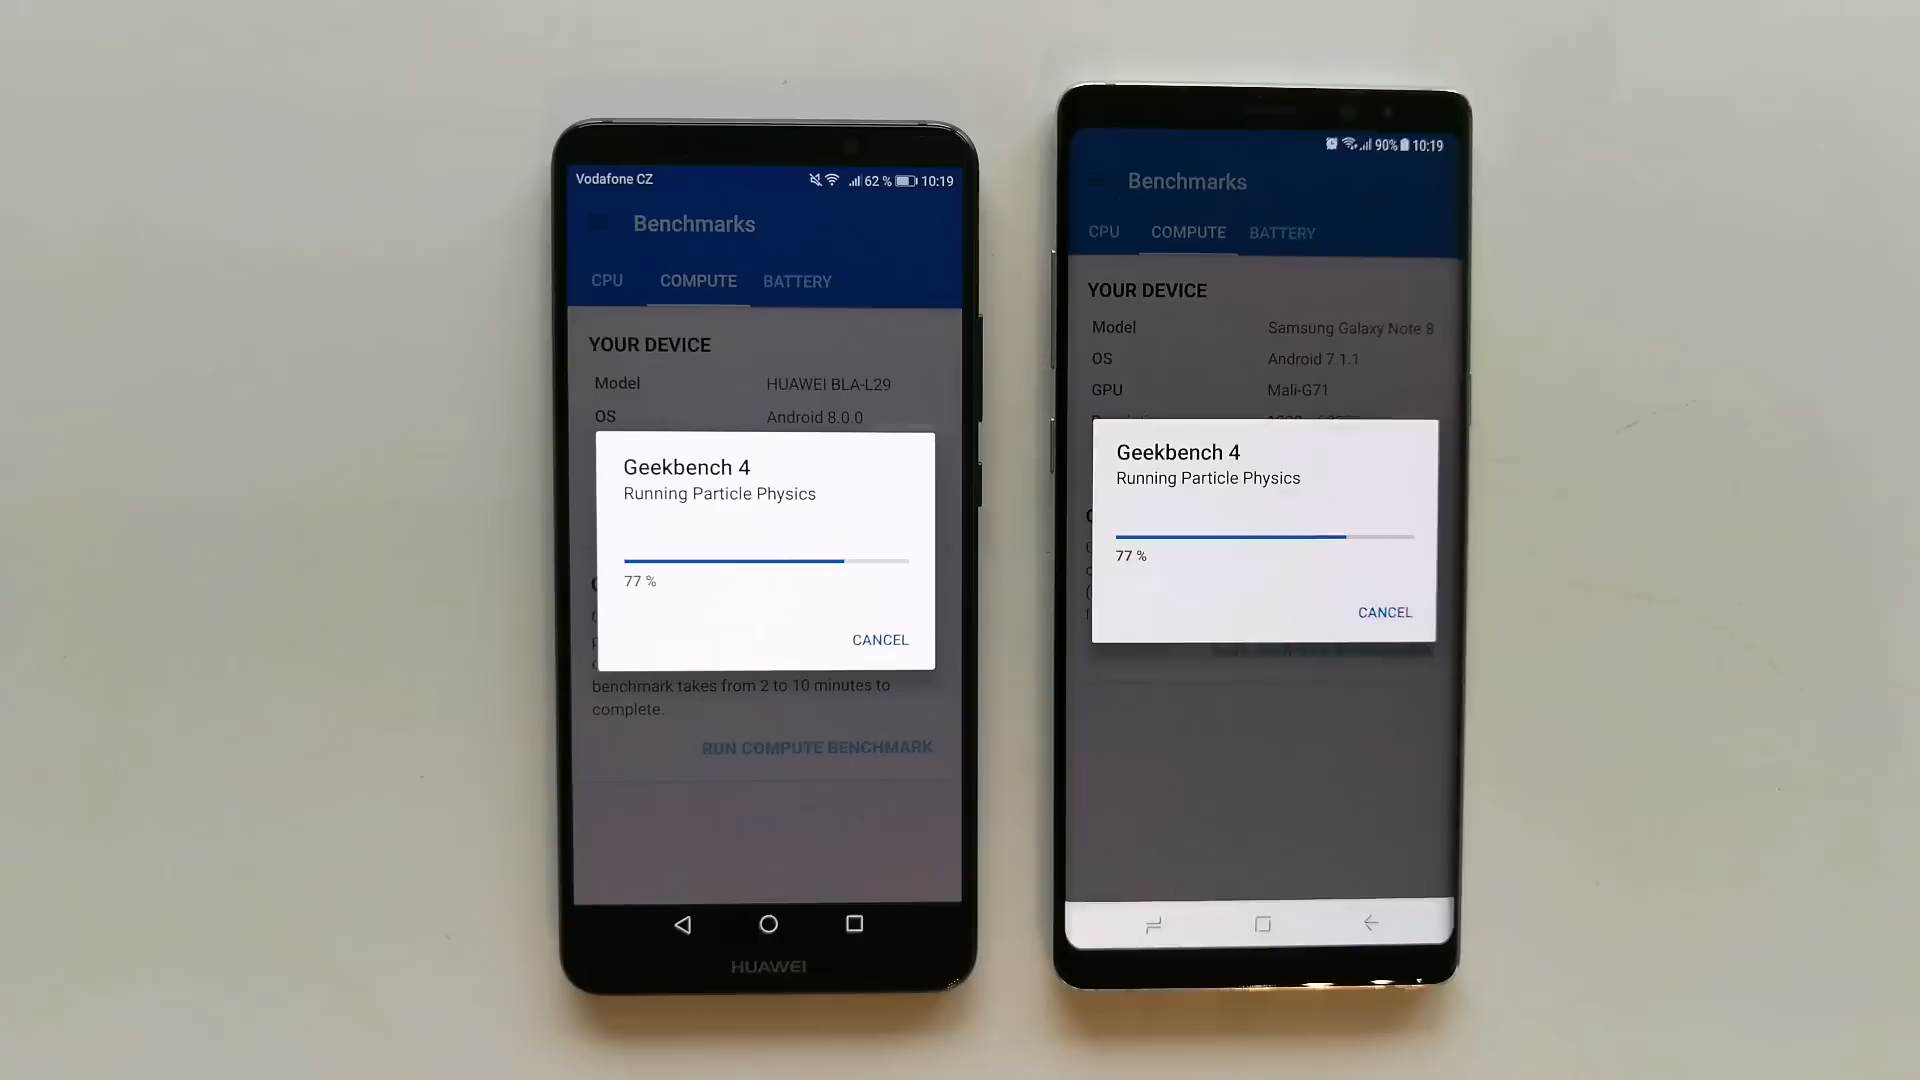 Vodafone CZ
62 %
10:19
Benchmarks
CPU COMPUTE BATTERY
YOUR DEVICE
Model HUAWEI BLA-L29
OS Android 8.0.0
Geekbench 4
Running Particle Physics
77 %
CANCEL
benchmark takes from 2 to 10 minutes to
complete.
RUN COMPUTE BENCHMARK
HUAWEI
90% 10:19
Benchmarks
CPU COMPUTE BATTERY
YOUR DEVICE
Model Samsung Galaxy Note 8
OS Android 7.1.1
GPU Mali-G71
Geekbench 4
Running Particle Physics
77 %
CANCEL